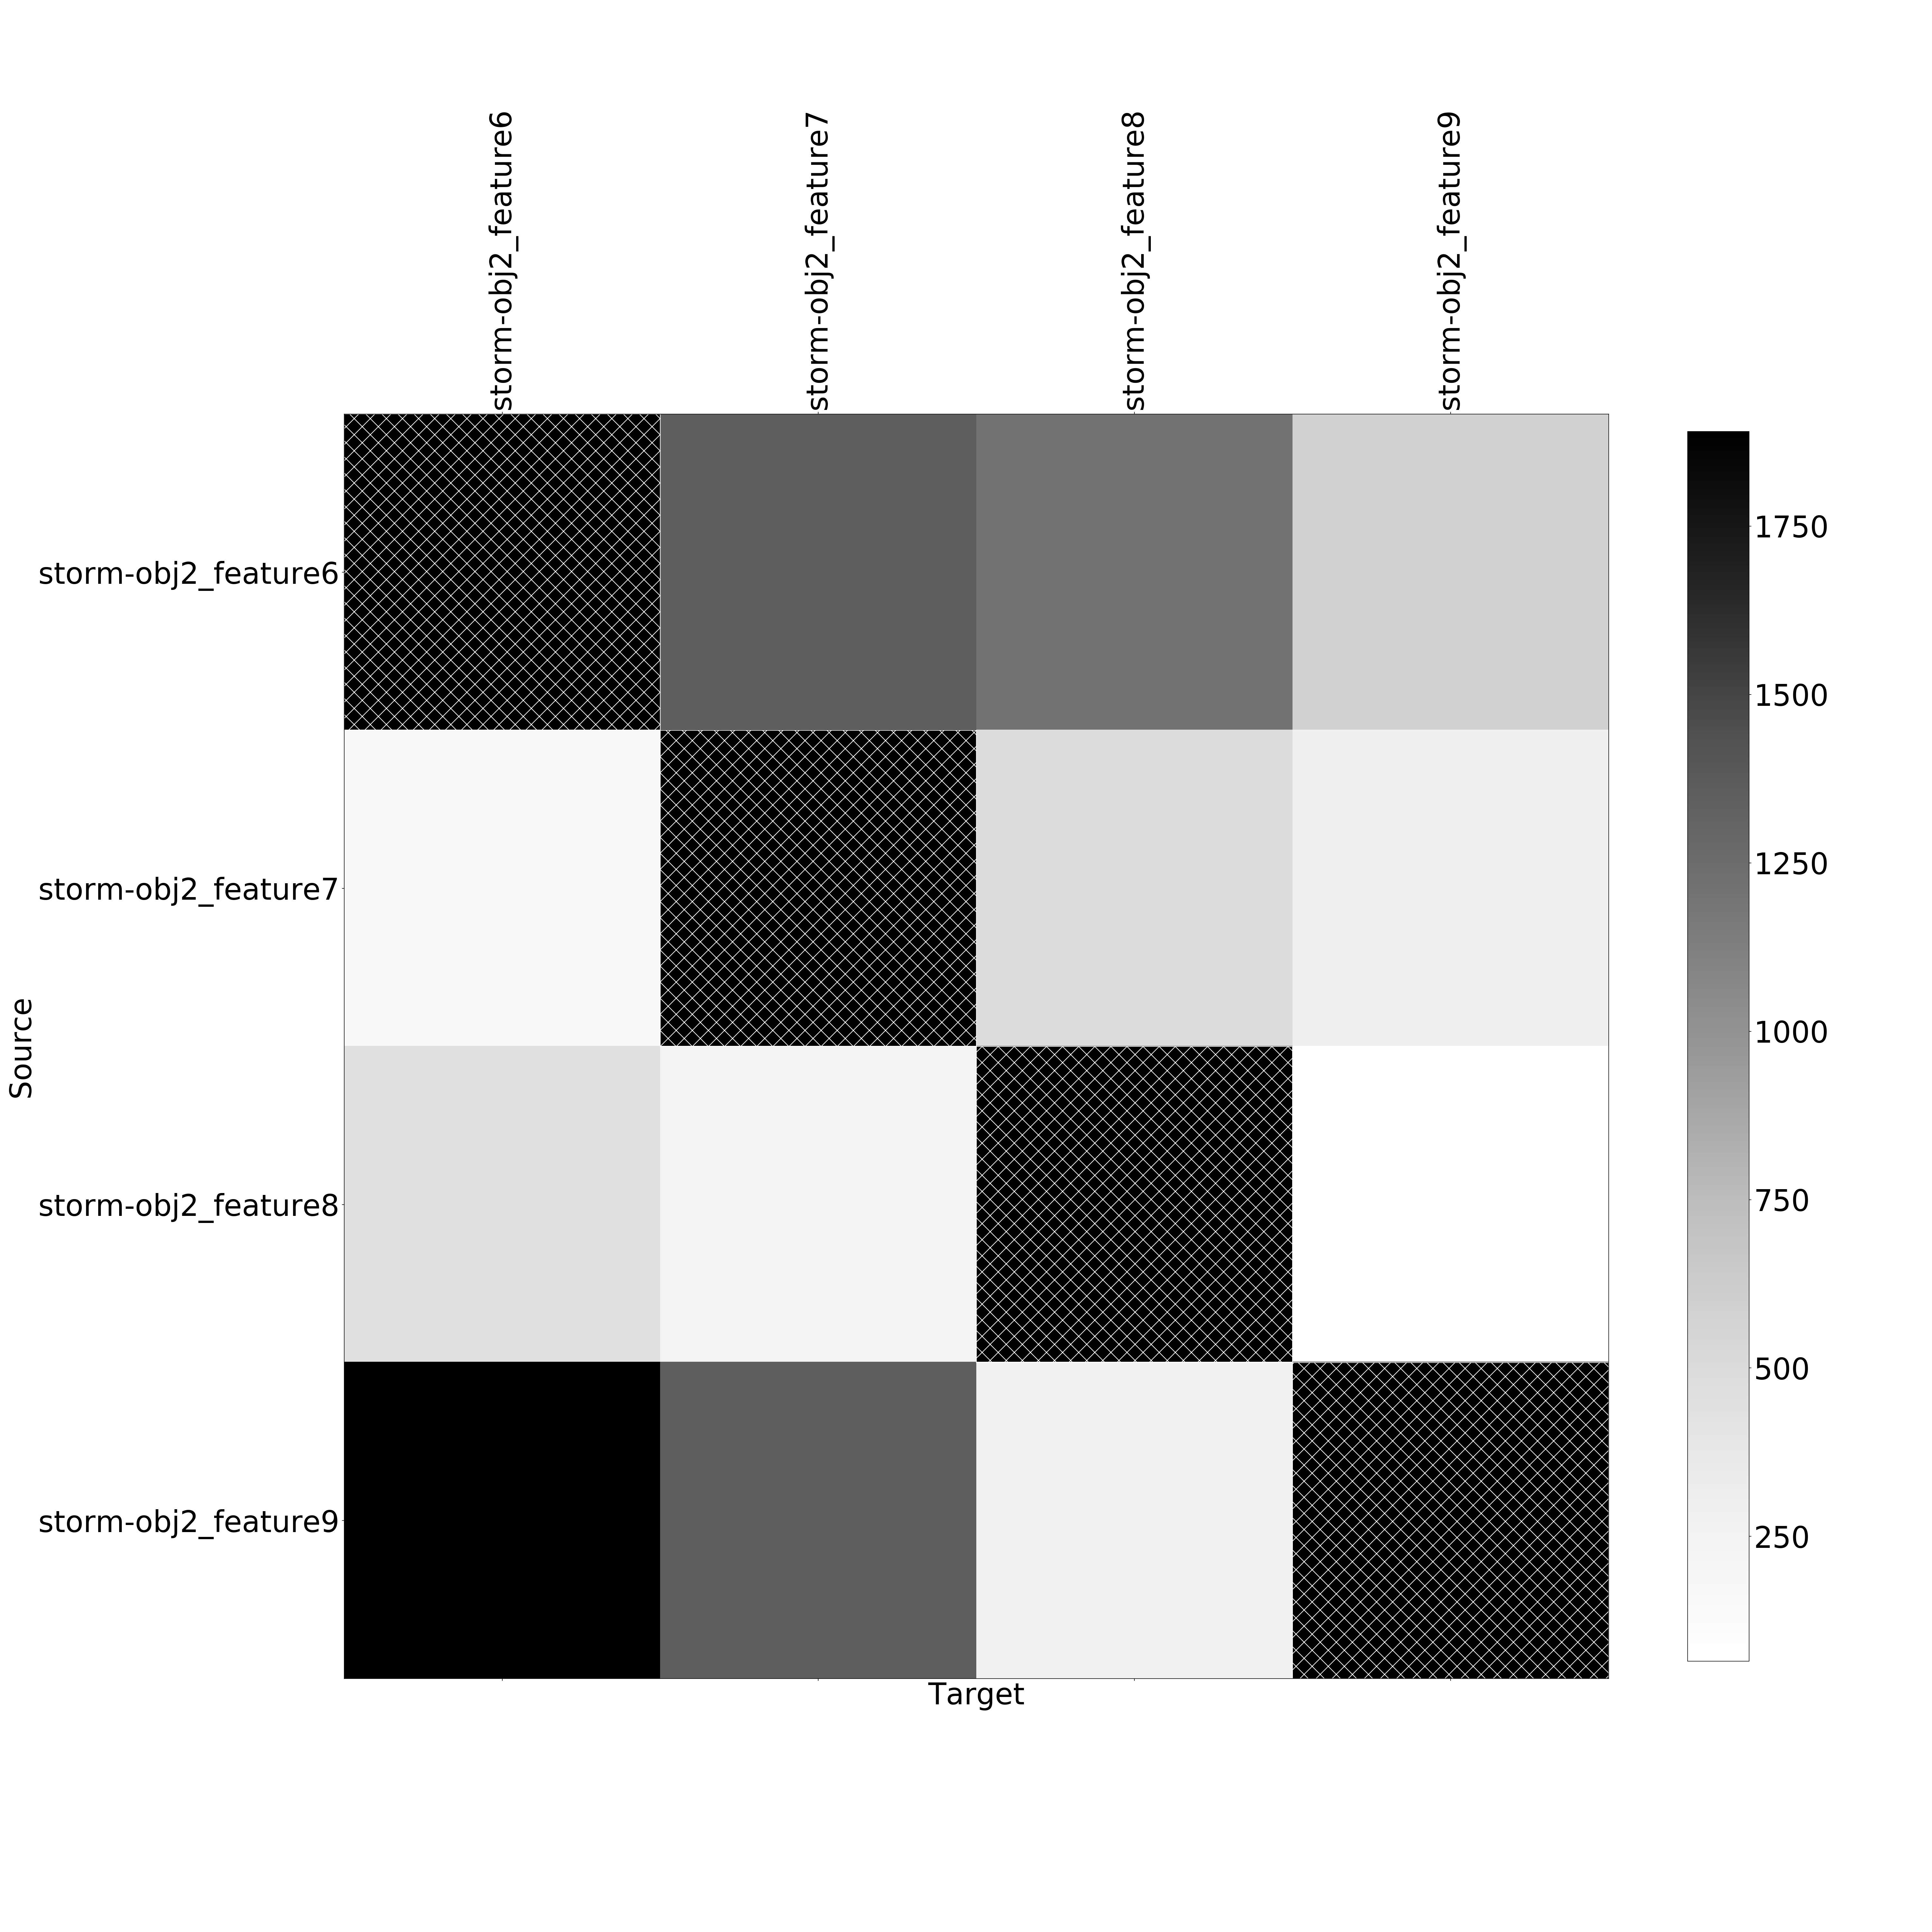 storm-obj2_feature6
storm-obj2_feature7
storm-obj2_feature8
storm-obj2_feature9
storm-obj2_feature6
storm-obj2_feature7
storm-obj2_feature8
storm-obj2_feature9
Source
Target
1750
1500
1250
1000
750
500
250